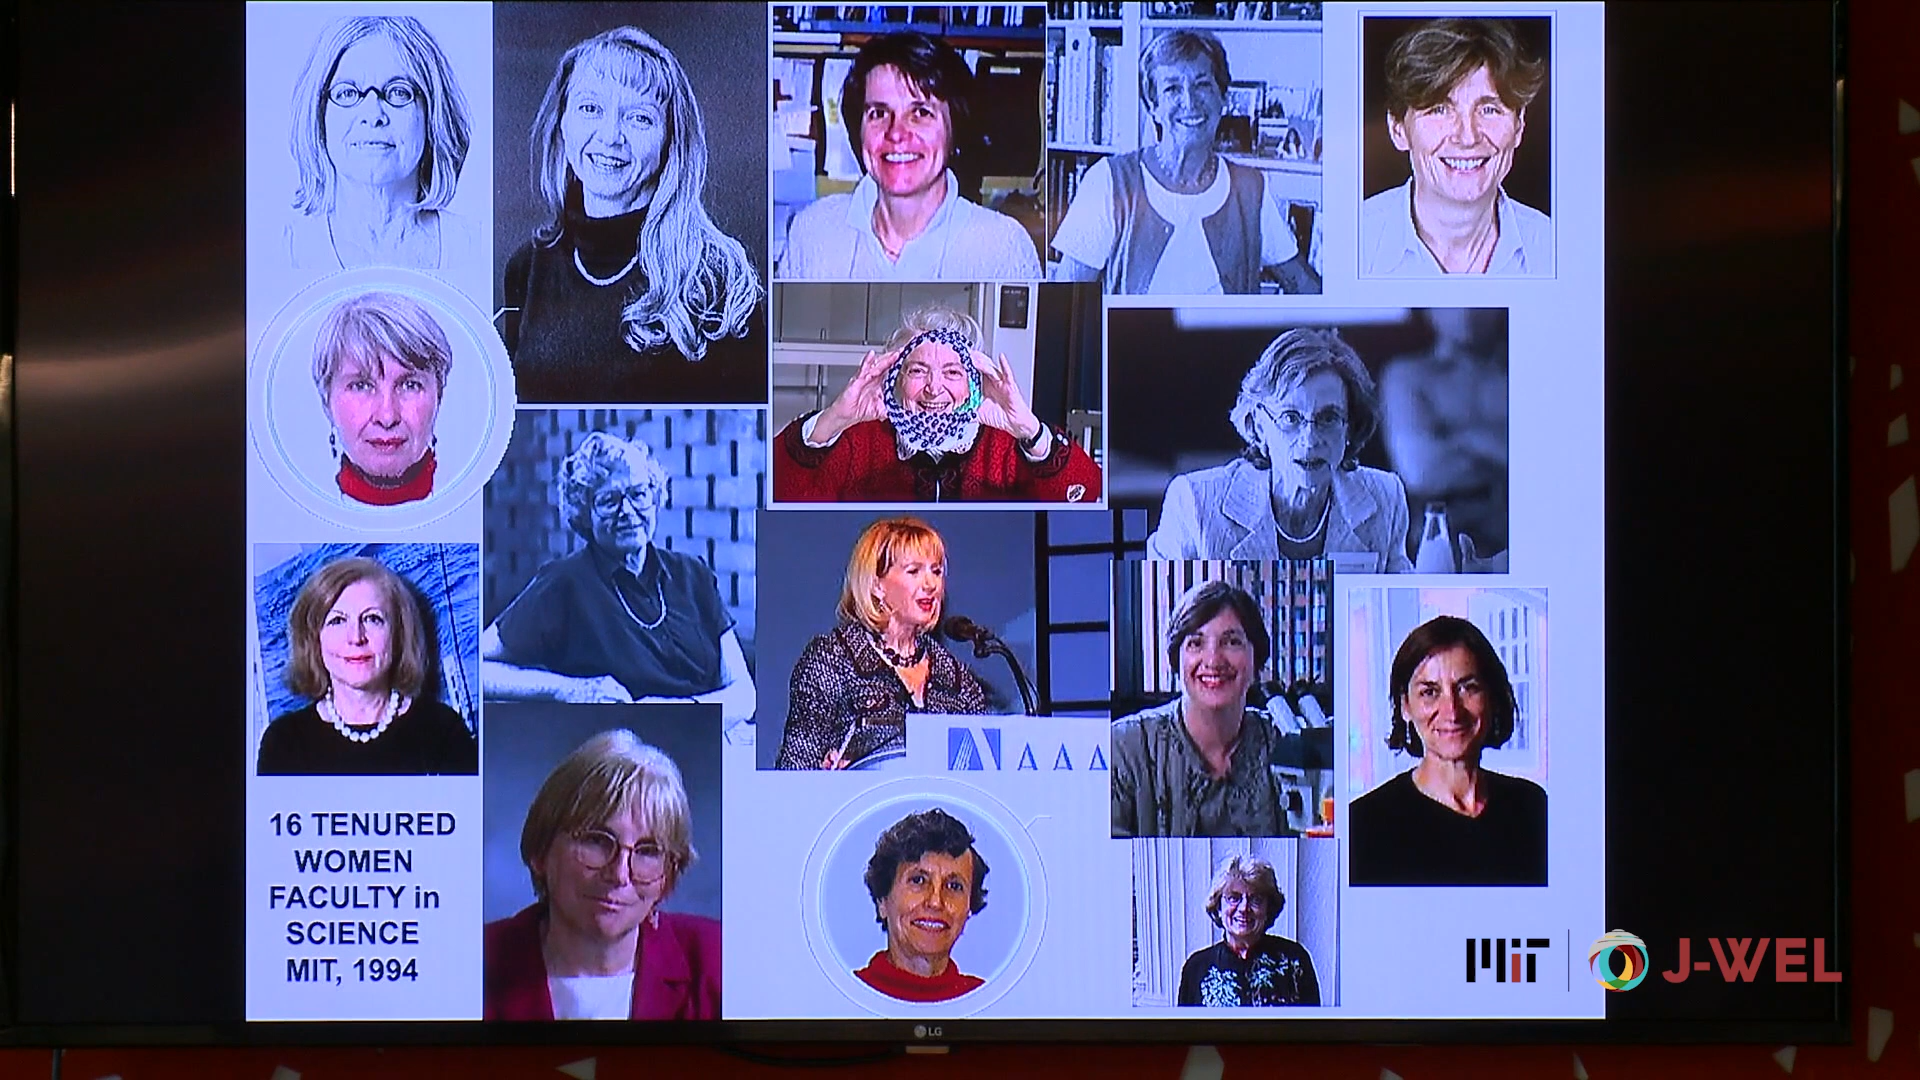 AAA
16 TENURED
WOMEN
FACULTY in
SCIENCE
MIT, 1994
MIT
J-WEL
LG